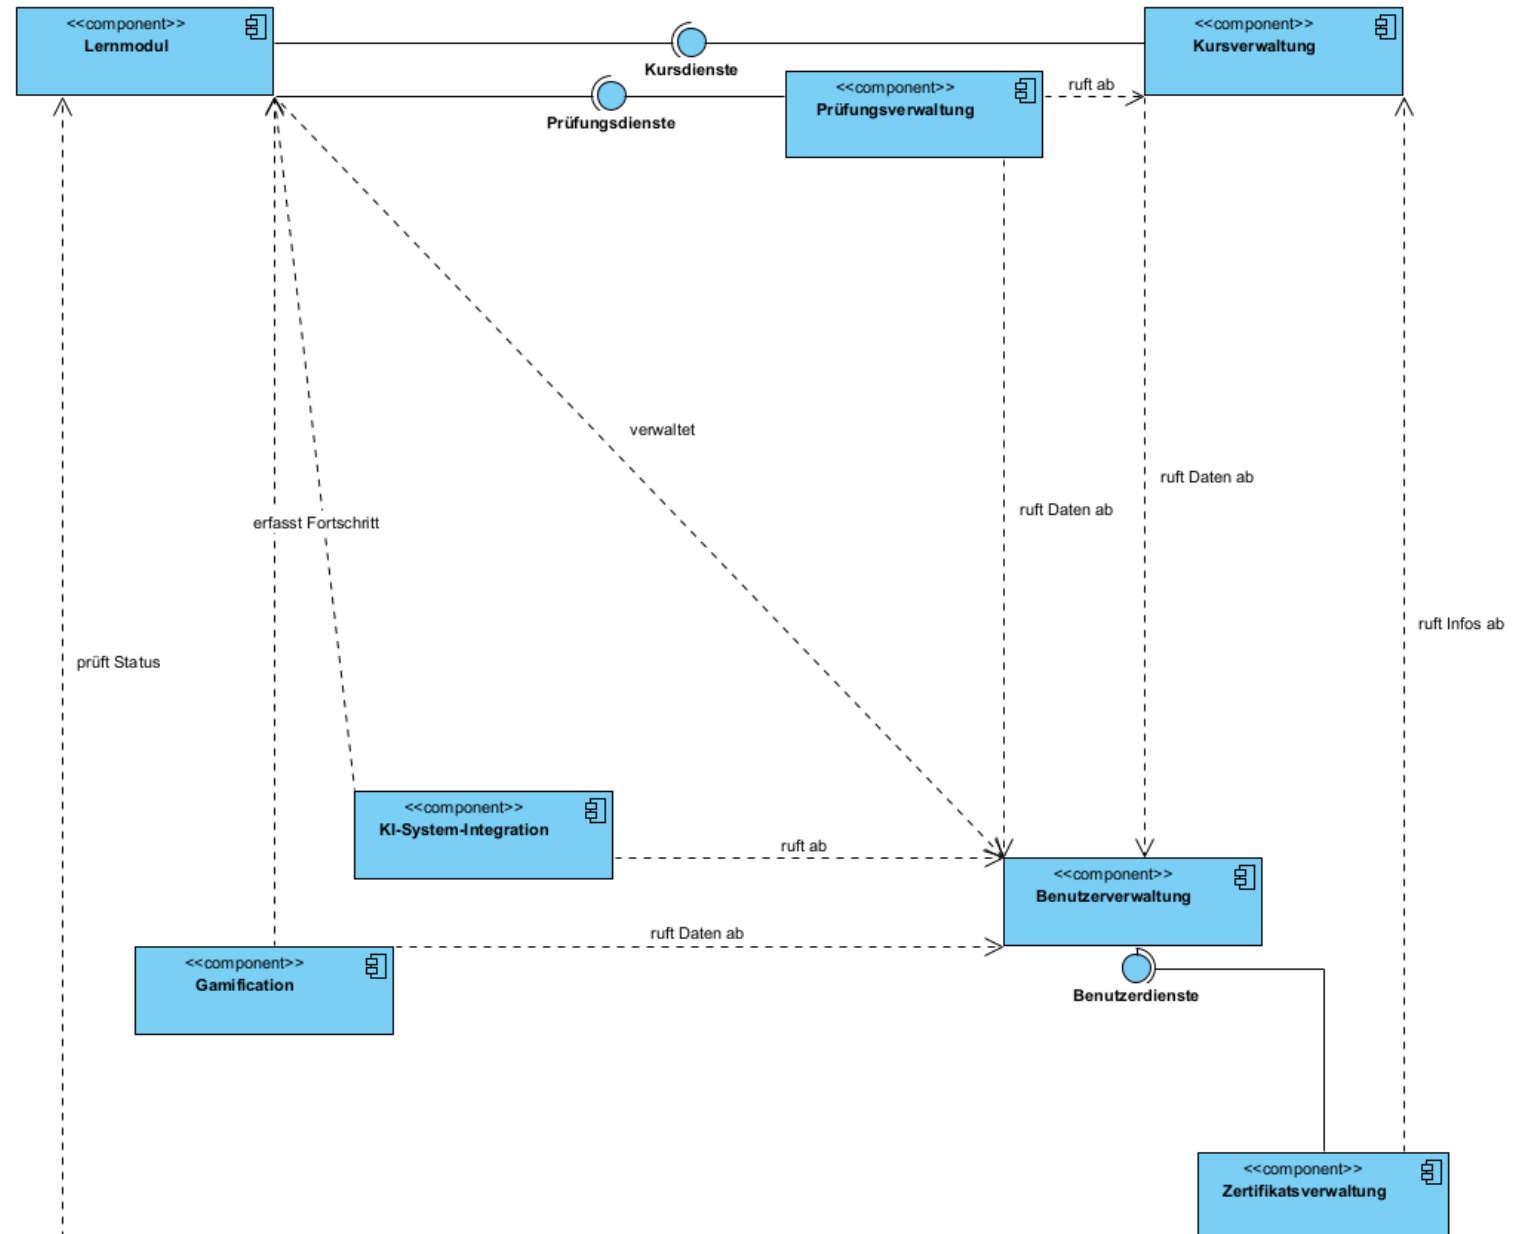 <<component>>
Lernmodul
<<component>>
Kursverwaltung
Kursdienste
<<component>>
Prüfungsverwaltung
ruft ab
Prüfungsdienste
verwaltet
ruft Daten ab
ruft Daten ab
erfasst Fortschritt
ruft Infos ab
prüft Status
<<component>>
KI-System-Integration
ruft ab
<<component>>
Benutzerverwaltung
ruft Daten ab
<<component>>
Gamification
Benutzerdienste
<<component>>
Zertifikatsverwaltung